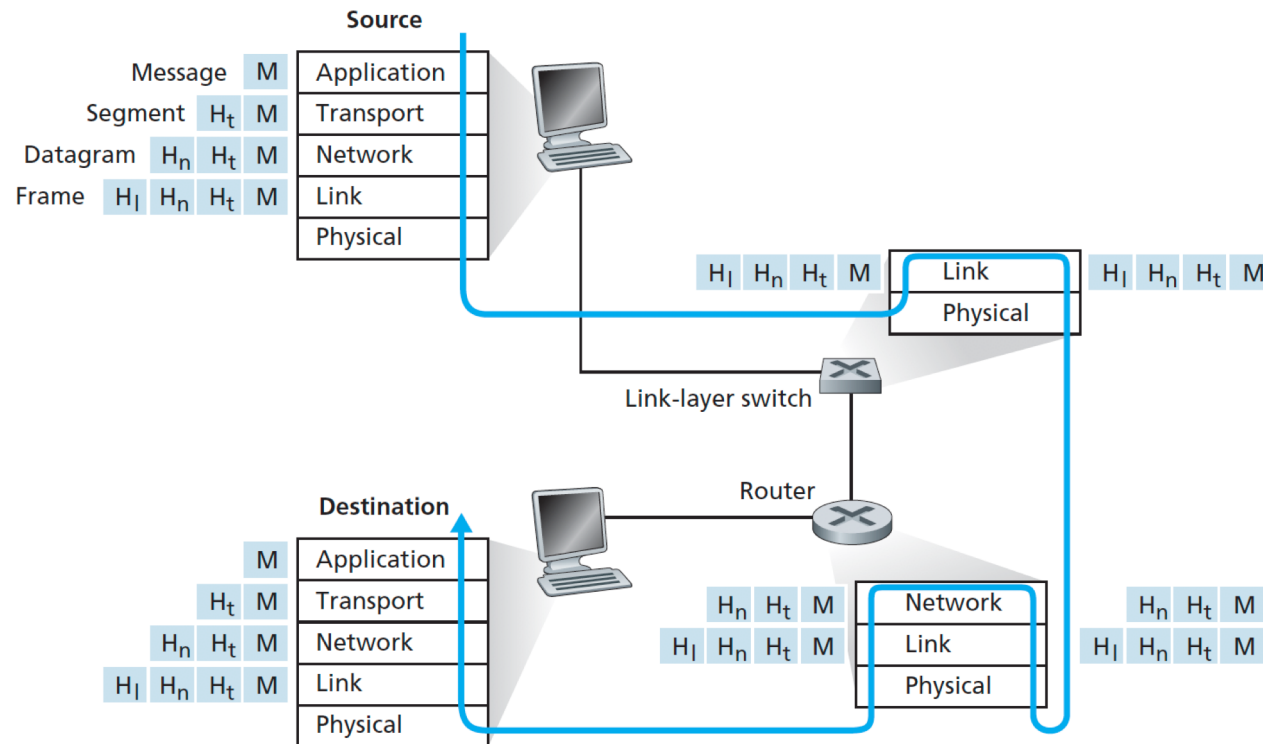 Source
Message M Application
Segment Ht M Transport
Datagram Hn Ht M Network
Frame Hl Hn Ht M Link
Physical
Hl Hn Ht M Link Hl Hn Ht M
Physical
Link-layer switch
Router
Destination
M Application
Ht M Transport
Hn Ht M Network
Hl Hn Ht M Link
Physical
Hn Ht M Network Hn Ht M
Hl Hn Ht M Link Hl Hn Ht M
Physical